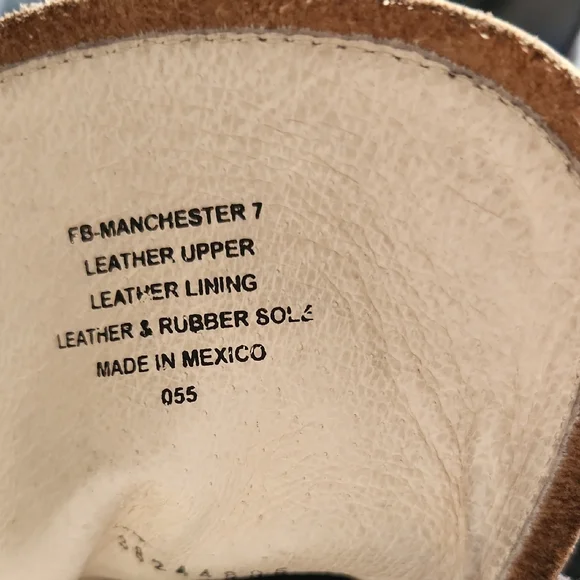 FB-MANCHESTER 7
LEATHER UPPER
LEATHER LINING
LEATHER & RUBBER SOLE
MADE IN MEXICO
055